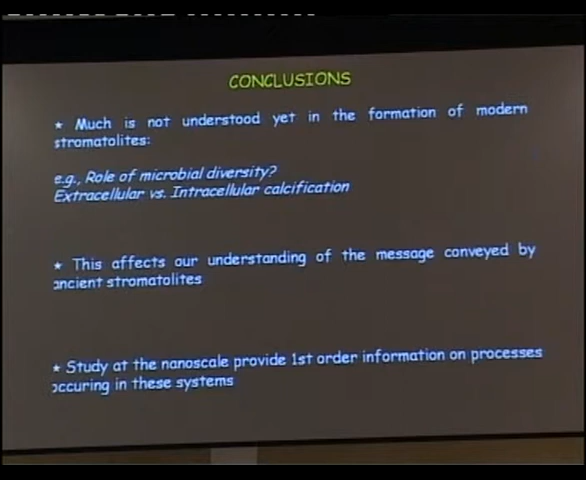 CONCLUSIONS
* Much is not understood yet in the formation of modern
stromatolites:
e.g., Role of microbial diversity?
Extracellular vs. Intracellular calcification
* This affects our understanding of the message conveyed by
ancient stromatolites
* Study at the nanoscale provide 1st order information on processes
occuring in these systems